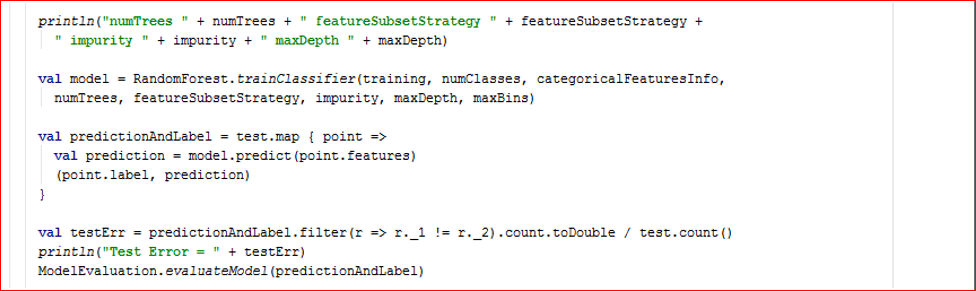 println("numTrees " + numTrees + " featureSubsetStrategy " + featureSubsetStrategy +
" impurity " + impurity + " maxDepth " + maxDepth)
val model = RandomForest.trainClassifier(training, numClasses, categoricalFeaturesInfo,
numTrees, featureSubsetStrategy, impurity, maxDepth, maxBins)
val predictionAndLabel = test.map { point =>
val prediction = model.predict(point.features)
(point.label, prediction)
}
val testErr = predictionAndLabel.filter(r => r._1 != r._2).count.toDouble / test.count()
println("Test Error = " + testErr)
ModelEvaluation.evaluateModel(predictionAndLabel)